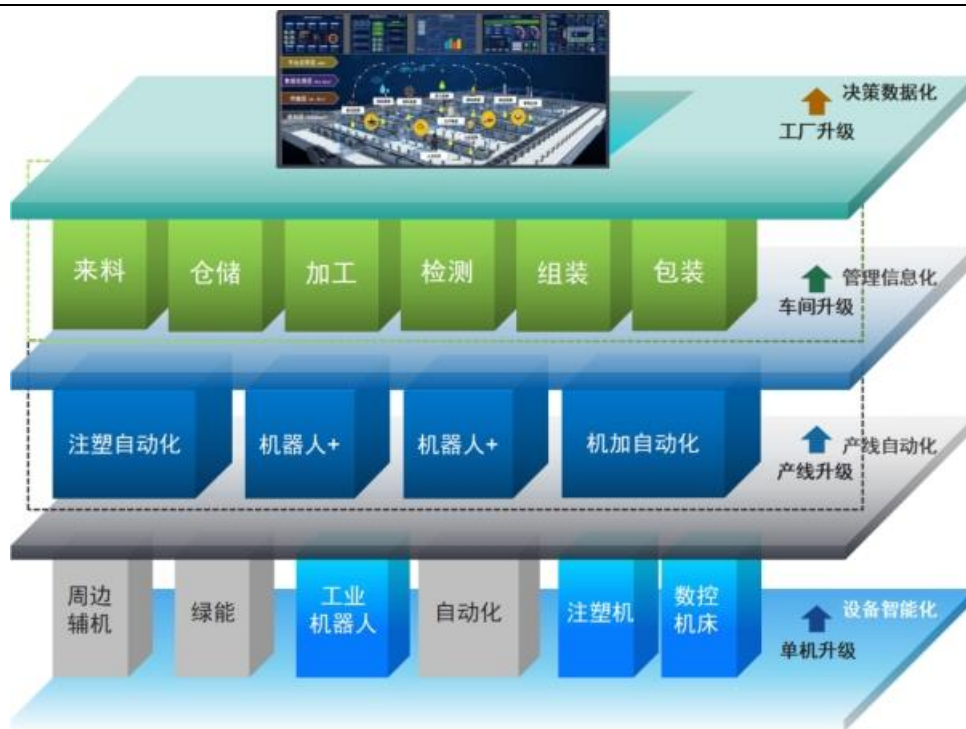 决策数据化
工厂升级
来料
仓储
加工
检测
组装
包装
管理信息化
车间升级
注塑自动化
机器人+
机器人+
机加自动化
产线自动化
产线升级
周边
辅机
绿能
工业
机器人
自动化
注塑机
数控
机床
设备智能化
单机升级